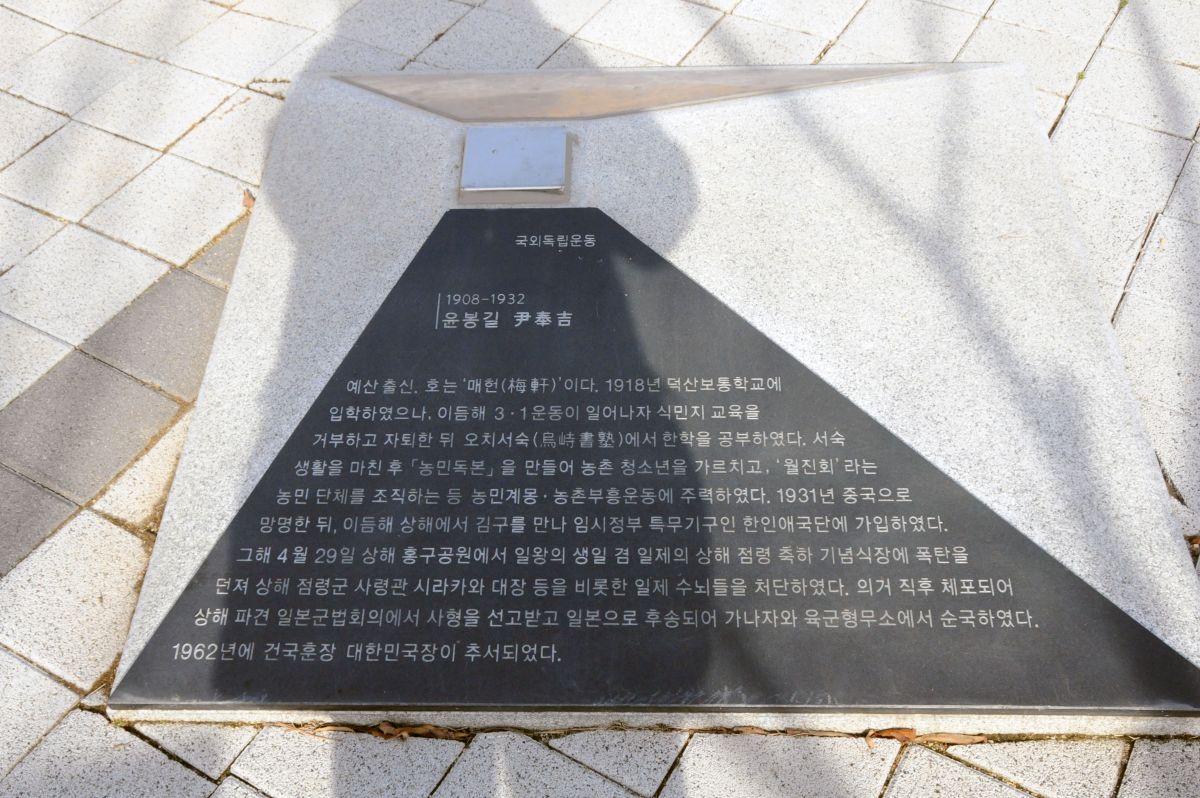 국외독립운동
1908-1932
윤봉길 尹奉吉
예산 출신. 호는 '매헌(梅軒)'이다. 1918년 덕산보통학교에
입학하였으나, 이듬해 3·1운동이 일어나자 식민지 교육을
거부하고 자퇴한 뒤 오치서숙(烏峙書塾)에서 한학을 공부하였다. 서숙
생활을 마친 후 「농민독본」을 만들어 농촌 청소년을 가르치고, '월진회'라는
농민 단체를 조직하는 등 농민계몽·농촌부흥운동에 주력하였다. 1931년 중국으로
망명한 뒤, 이듬해 상해에서 김구를 만나 임시정부 특무기구인 한인애국단에 가입하였다.
그해 4월 29일 상해 홍구공원에서 일왕의 생일 겸 일제의 상해 점령 축하 기념식장에 폭탄을
던져 상해 점령군 사령관 시라카와 대장 등을 비롯한 일제 수뇌들을 처단하였다. 의거 직후 체포되어
상해 파견 일본군법회의에서 사형을 선고받고 일본으로 후송되어 가나자와 육군형무소에서 순국하였다.
1962년에 건국훈장 대한민국장이 추서되었다.